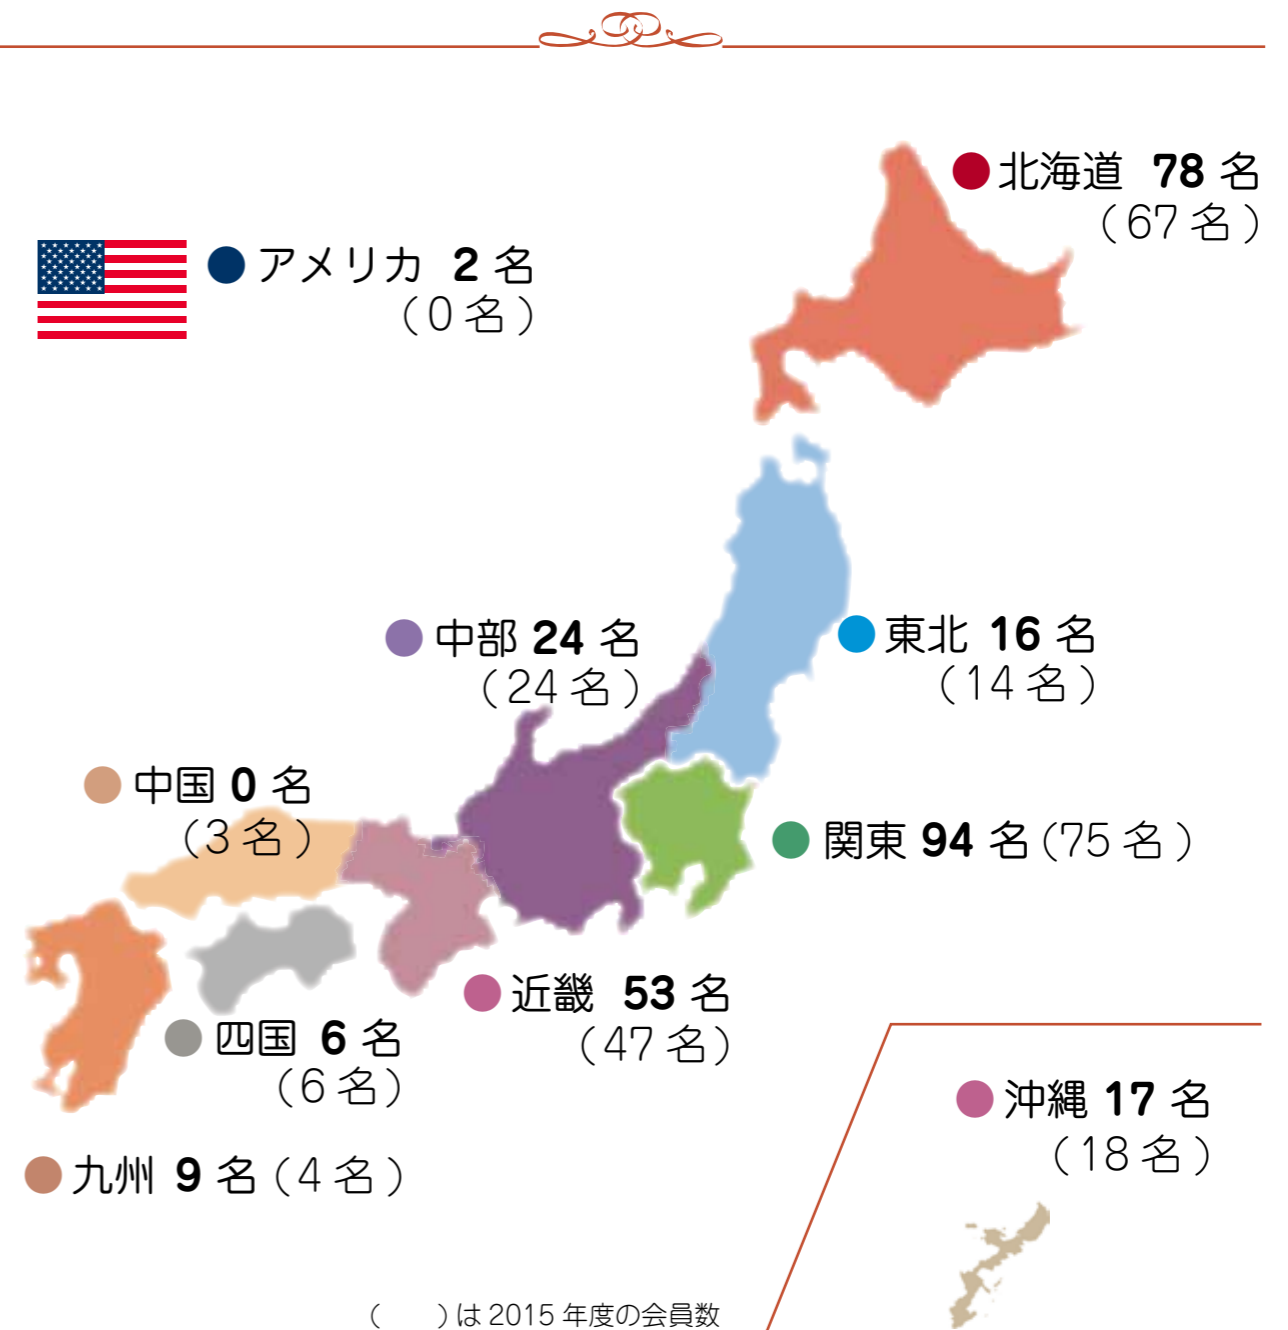 北海道 78 名
（67 名）
アメリカ 2 名
（0 名）
中部 24 名
（24 名）
東北 16 名
（14 名）
中国 0 名
（3 名）
関東 94 名（75 名）
近畿 53 名
（47 名）
四国 6 名
（6 名）
沖縄 17 名
（18 名）
九州 9 名（4 名）
（　　）は 2015 年度の会員数